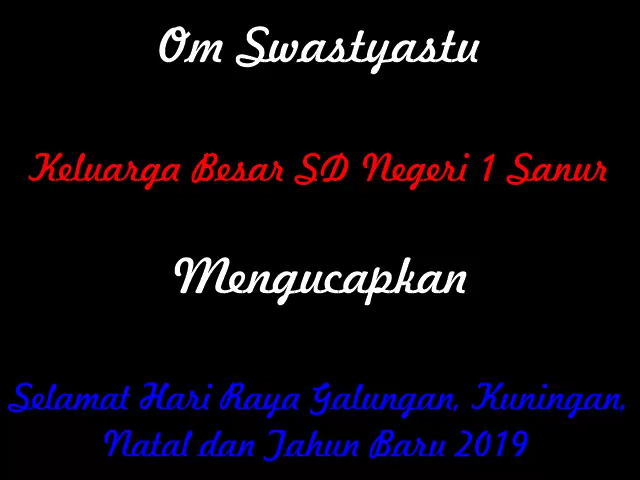 Om Swastyastu
Keluarga Besar SD Negeri 1 Sanur
Mengucapkan
Selamat Hari Raya Galungan, Kuningan,
Natal dan Tahun Baru 2019